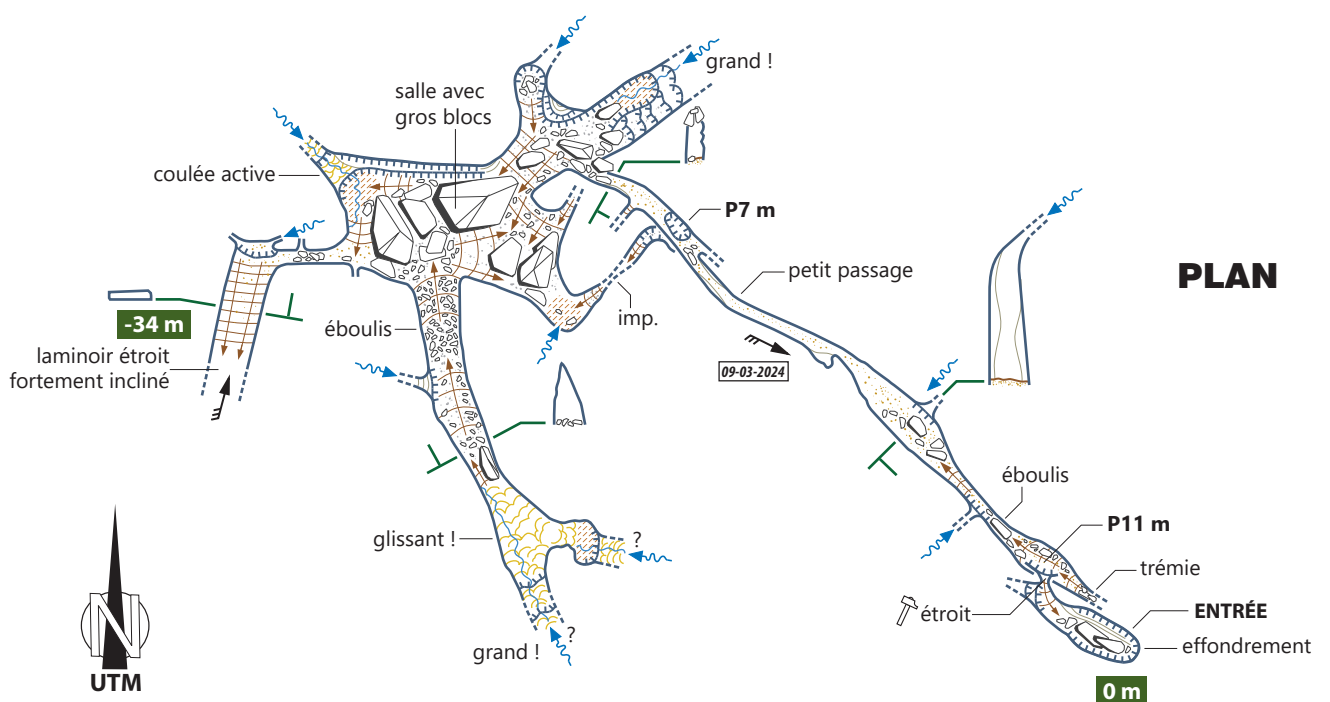 grand !
salle avec
gros blocs
coulée active
P7 m
petit passage
PLAN
-34 m
éboulis
imp.
laminoir étroit
fortement incliné
09-03-2024
éboulis
P11 m
glissant !
?
trémie
étroit
ENTRÉE
?
grand !
effondrement
N
UTM
0 m